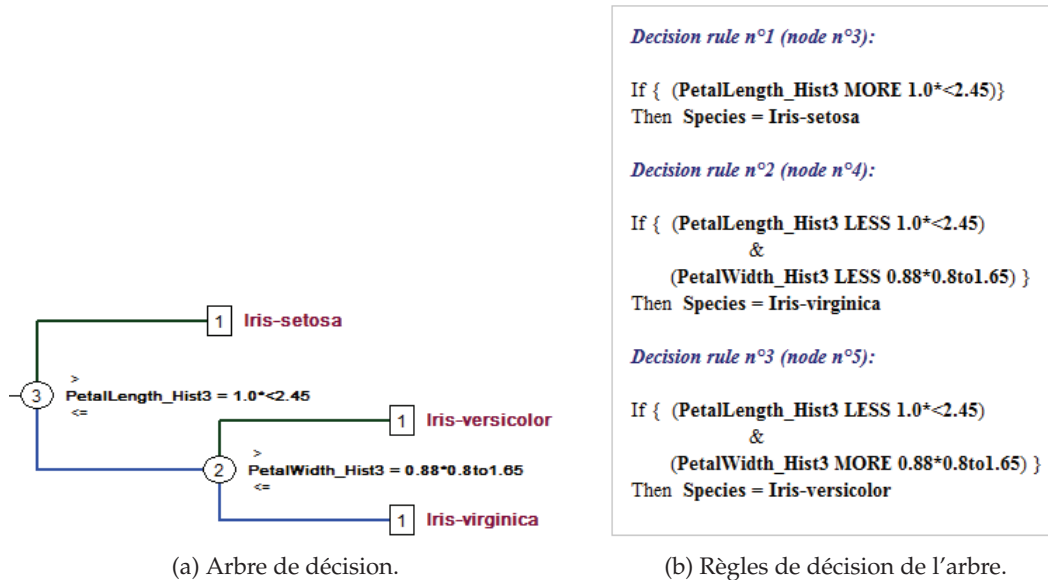 1 Iris-setosa
>
3 PetalLength_Hist3 = 1.0*<2.45
<=
1 Iris-versicolor
>
2 PetalWidth_Hist3 = 0.88*0.8to1.65
<=
1 Iris-virginica
(a) Arbre de décision.
Decision rule n°1 (node n°3):
If { (PetalLength_Hist3 MORE 1.0*<2.45)}
Then Species = Iris-setosa
Decision rule n°2 (node n°4):
If { (PetalLength_Hist3 LESS 1.0*<2.45)
&
(PetalWidth_Hist3 LESS 0.88*0.8to1.65) }
Then Species = Iris-virginica
Decision rule n°3 (node n°5):
If { (PetalLength_Hist3 LESS 1.0*<2.45)
&
(PetalWidth_Hist3 MORE 0.88*0.8to1.65) }
Then Species = Iris-versicolor
(b) Règles de décision de l'arbre.